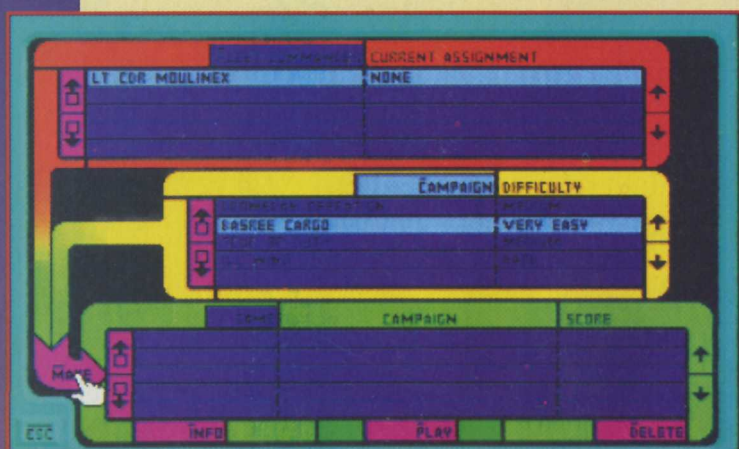 CURRENT ASSIGNMENT
LT CDR MOULINEX NONE
CAMPAIGN DIFFICULTY
BASREE CARGO VERY EASY
CAMPAIGN SCORE
MAKE
ESC INFO PLAY DELETE